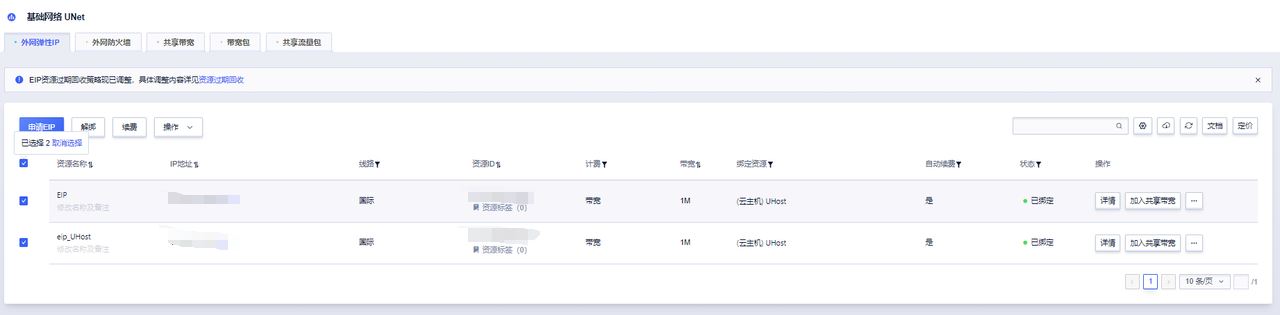 基础网络 UNet
外网弹性IP 外网防火墙 共享带宽 带宽包 共享流量包
EIP资源过期回收策略现已调整，具体调整内容详见资源过期回收
申请EIP 解绑 续费 操作 文档 定价
已选择 2 取消选择
资源名称 IP地址 线路 资源ID 计费 带宽 绑定资源 自动续费 状态 操作
EIP 国际 带宽 1M (云主机) UHost 是 已绑定 详情 加入共享带宽 ...
修改名称及备注 资源标签 (0)
eip_UHost 国际 带宽 1M (云主机) UHost 是 已绑定 详情 加入共享带宽 ...
修改名称及备注 资源标签 (0)
1 10 条/页 /1